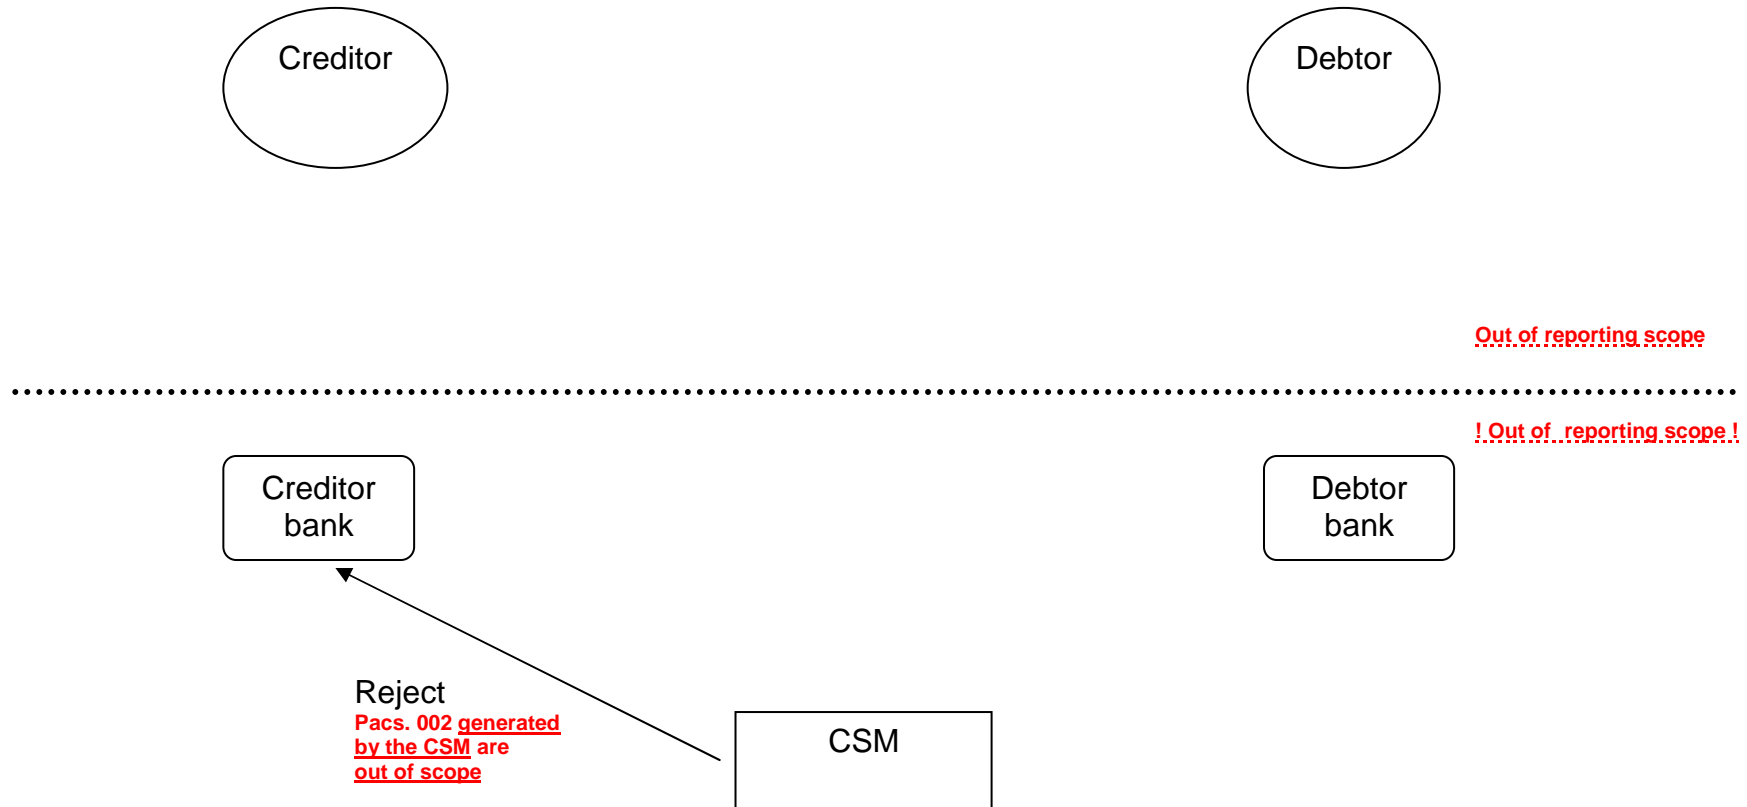 Creditor
Debtor
Out of reporting scope
! Out of  reporting scope !
Creditor
bank
Debtor
bank
Reject
Pacs. 002 generated
by the CSM are
out of scope
CSM